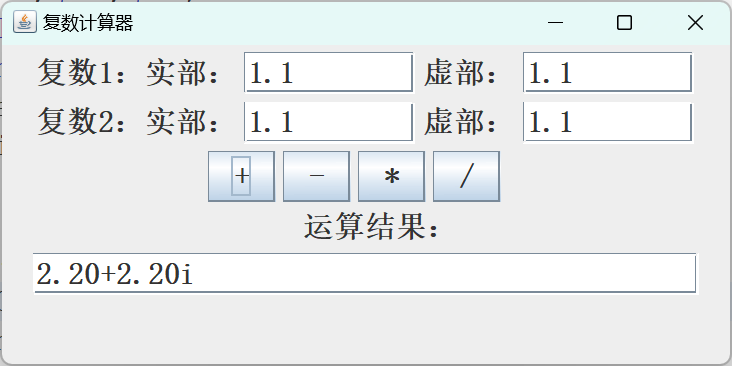 复数计算器
复数1: 实部: 1.1 虚部: 1.1
复数2: 实部: 1.1 虚部: 1.1
+ - * /
运算结果:
2.20+2.20i